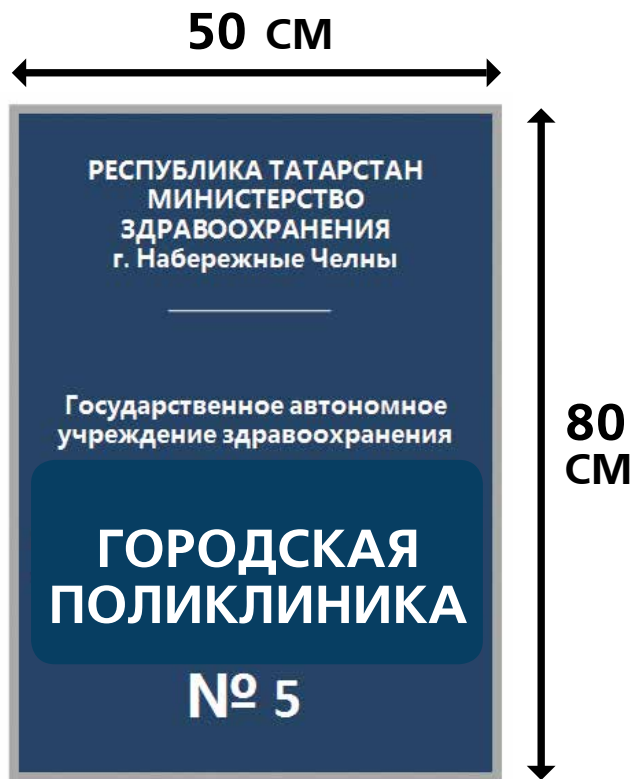 50 см
РЕСПУБЛИКА ТАТАРСТАН
МИНИСТЕРСТВО
ЗДРАВООХРАНЕНИЯ
г. Набережные Челны
Государственное автономное
учреждение здравоохранения
ГОРОДСКАЯ
ПОЛИКЛИНИКА
№ 5
80
см